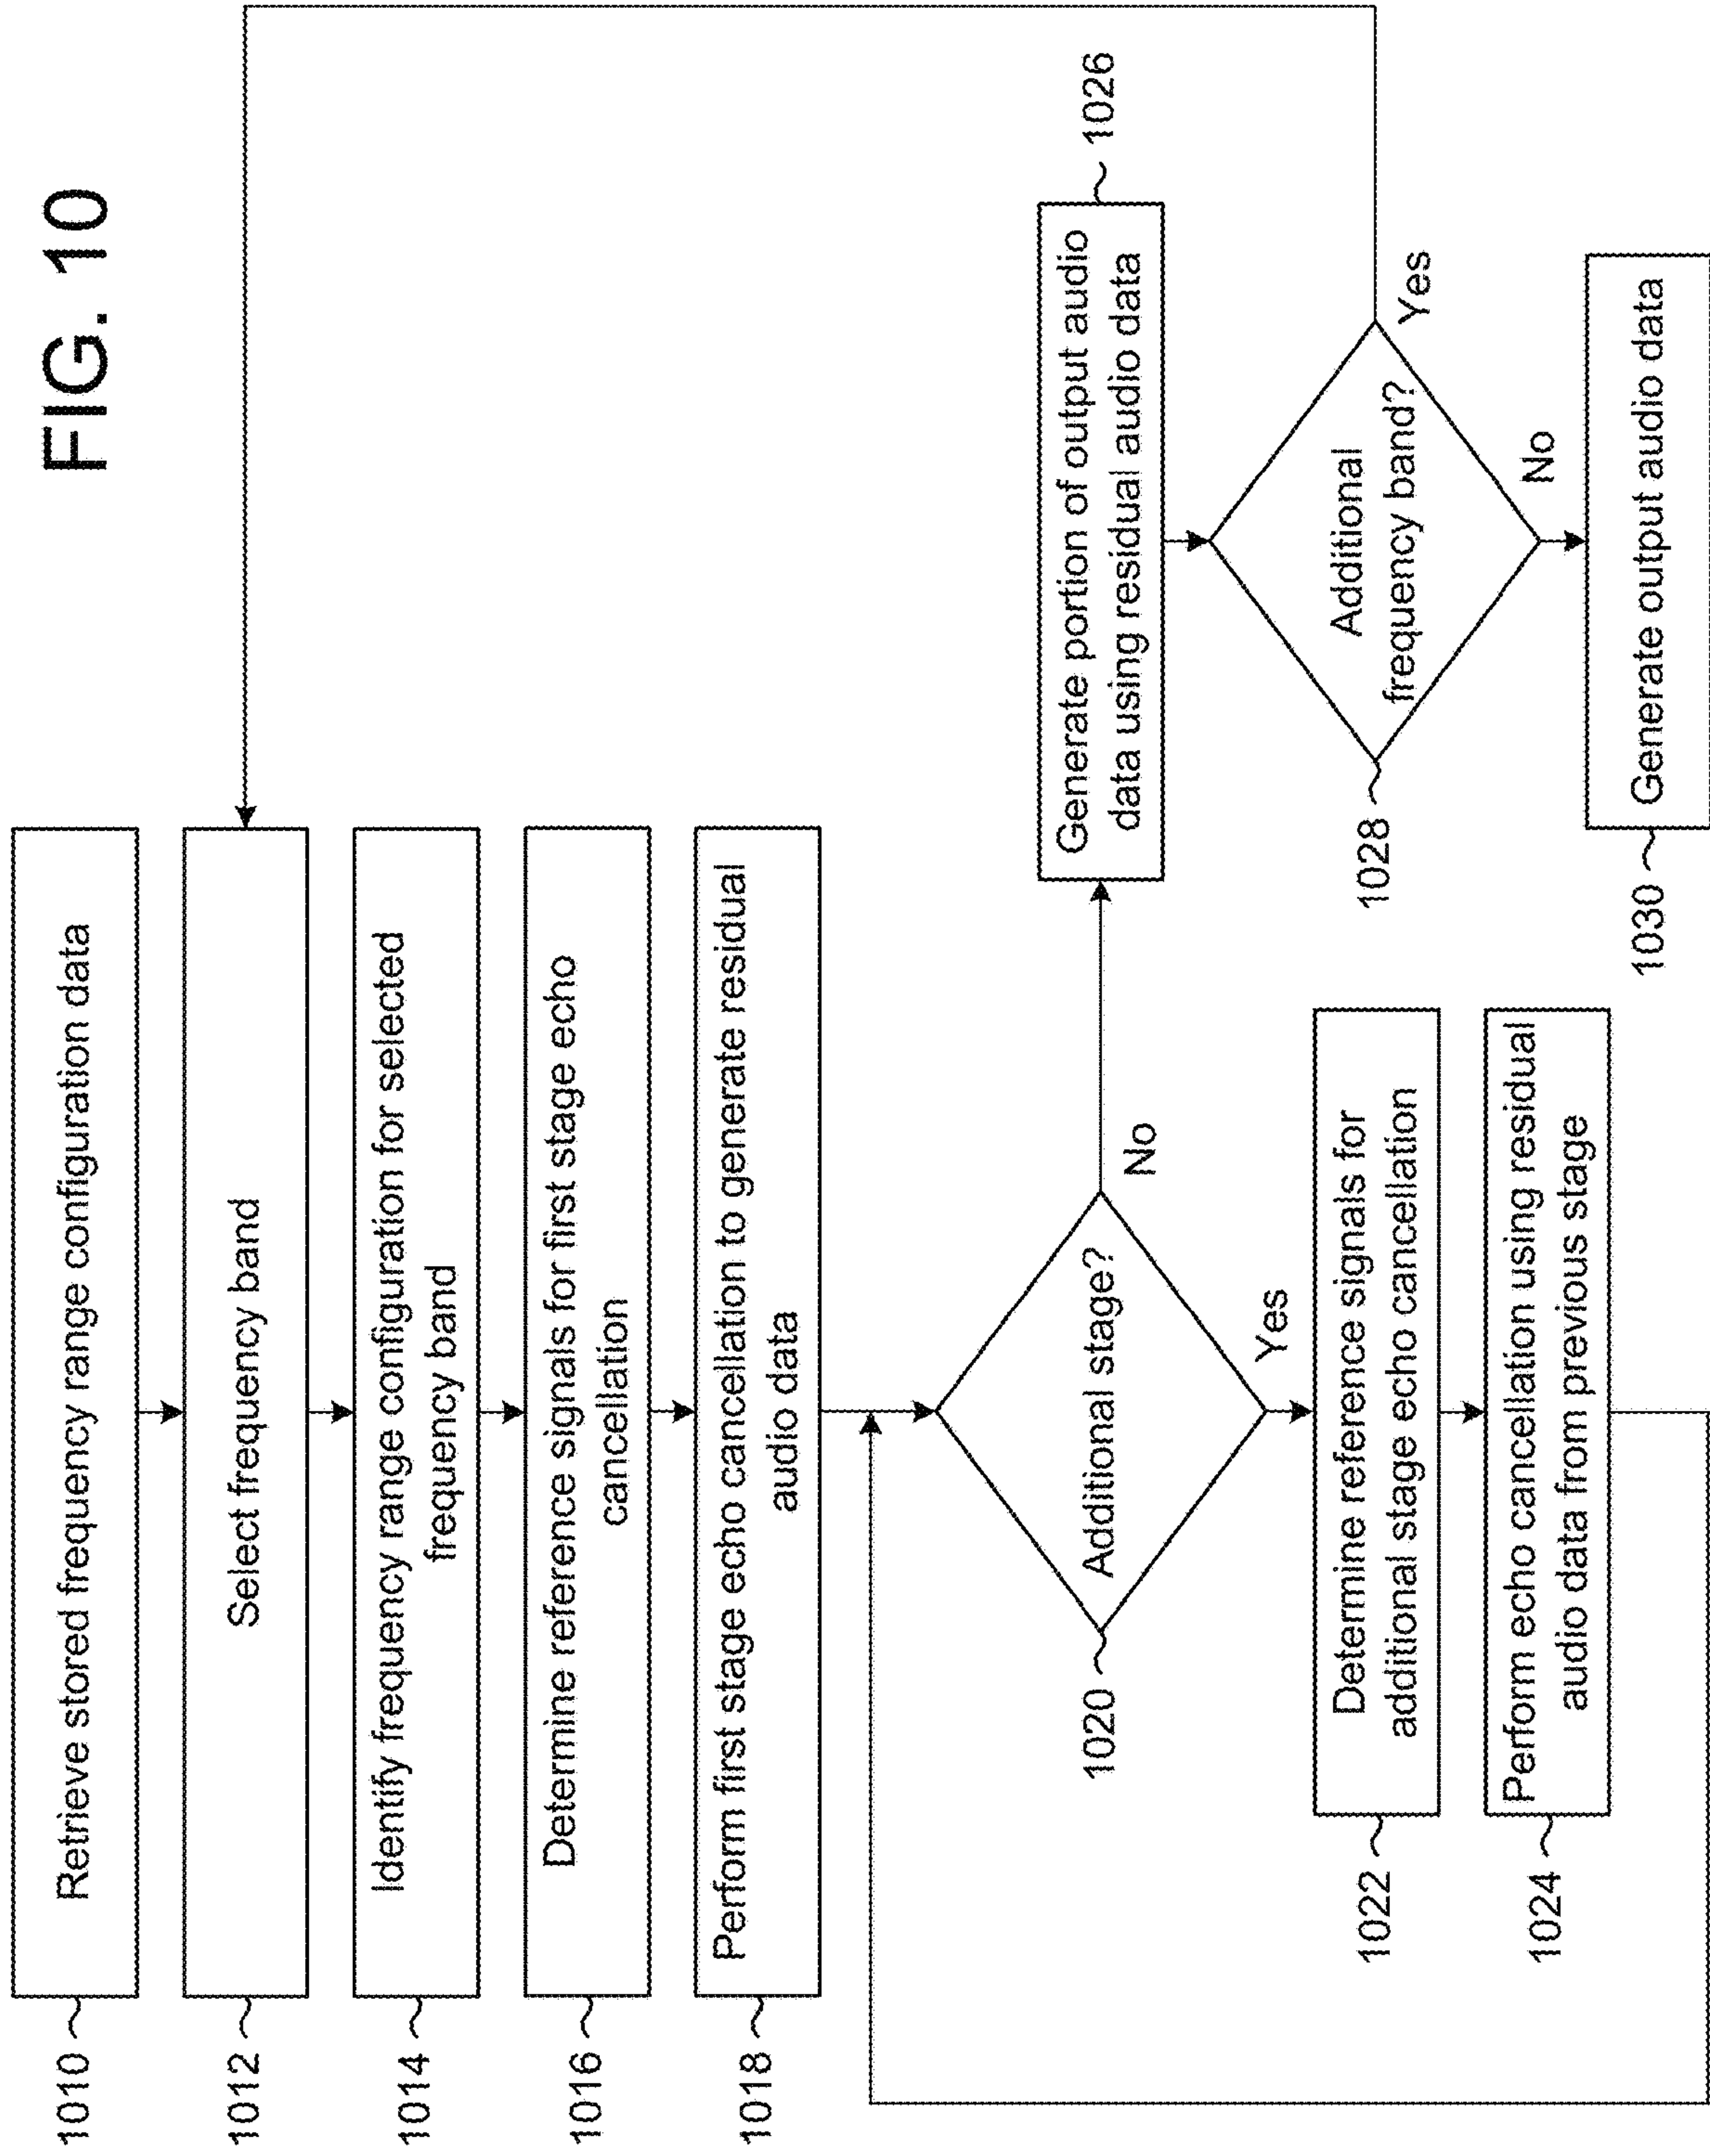 FIG. 10
1010
Retrieve stored frequency range configuration data
1012
Select frequency band
1014
Identify frequency range configuration for selected
frequency band
1016
Determine reference signals for first stage echo
cancellation
1018
Perform first stage echo cancellation to generate residual
audio data
1020
Additional stage?
No
Yes
1022
Determine reference signals for
additional stage echo cancellation
1024
Perform echo cancellation using residual
audio data from previous stage
1026
Generate portion of output audio
data using residual audio data
1028
Additional
frequency band?
Yes
No
1030
Generate output audio data